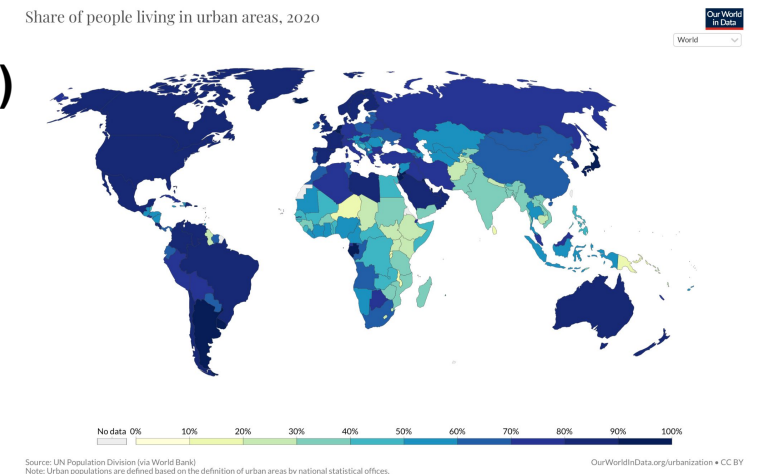 Share of people living in urban areas, 2020
Our World
in Data
World
)
No data 0% 10% 20% 30% 40% 50% 60% 70% 80% 90% 100%
Source: UN Population Division (via World Bank)
OurWorldInData.org/urbanization • CC BY
Note: Urban populations are defined based on the definition of urban areas by national statistical offices.